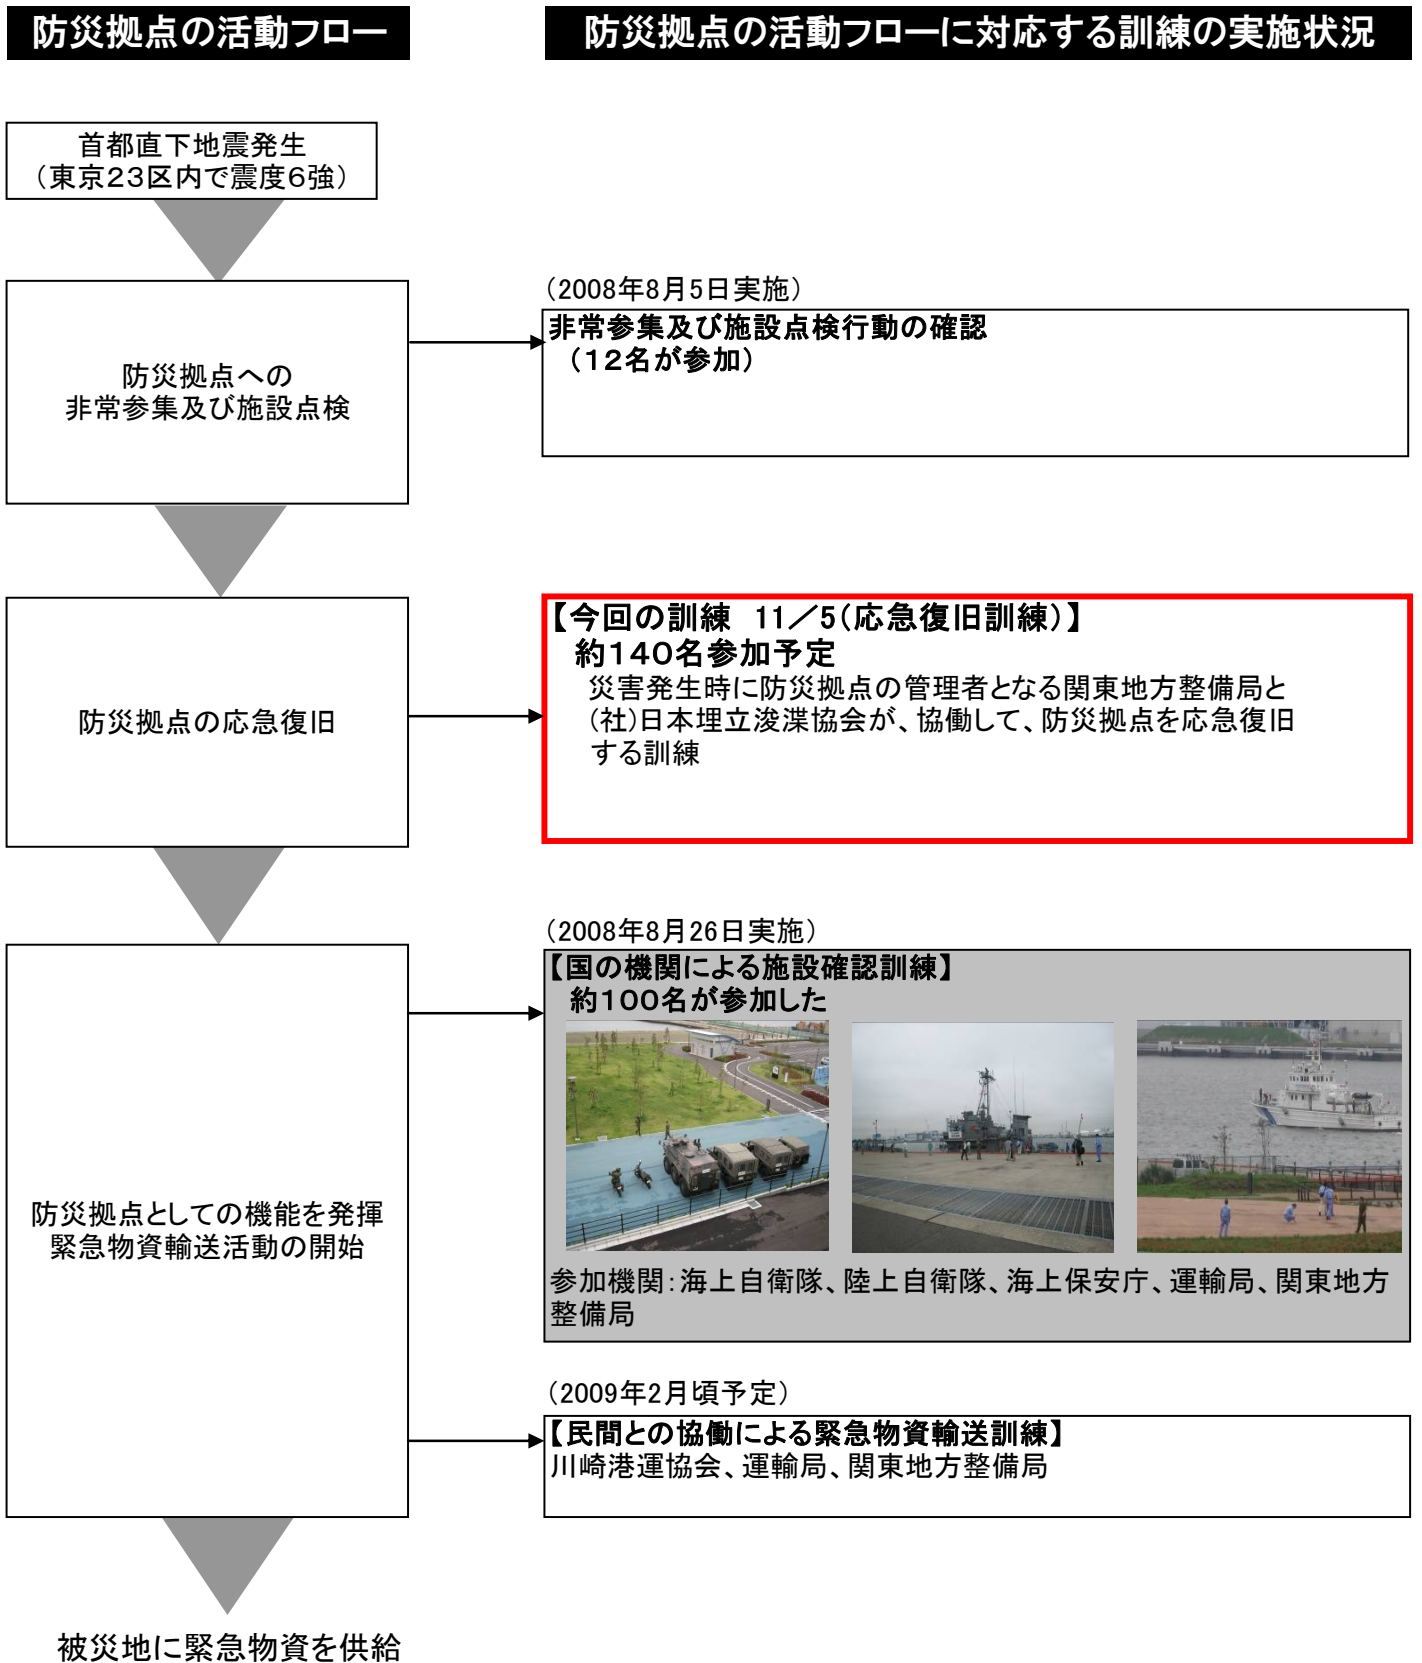 防災拠点の活動フロー
防災拠点の活動フローに対応する訓練の実施状況
首都直下地震発生
（東京２３区内で震度６強）
防災拠点への
非常参集及び施設点検
（2008年8月5日実施）
非常参集及び施設点検行動の確認
（１２名が参加）
防災拠点の応急復旧
【今回の訓練　11／5（応急復旧訓練）】
約１４０名参加予定
災害発生時に防災拠点の管理者となる関東地方整備局と
（社）日本埋立浚渫協会が、協働して、防災拠点を応急復旧
する訓練
防災拠点としての機能を発揮
緊急物資輸送活動の開始
（2008年8月26日実施）
【国の機関による施設確認訓練】
約１００名が参加した
参加機関：海上自衛隊、陸上自衛隊、海上保安庁、運輸局、関東地方
整備局
（2009年2月頃予定）
【民間との協働による緊急物資輸送訓練】
川崎港運協会、運輸局、関東地方整備局
被災地に緊急物資を供給